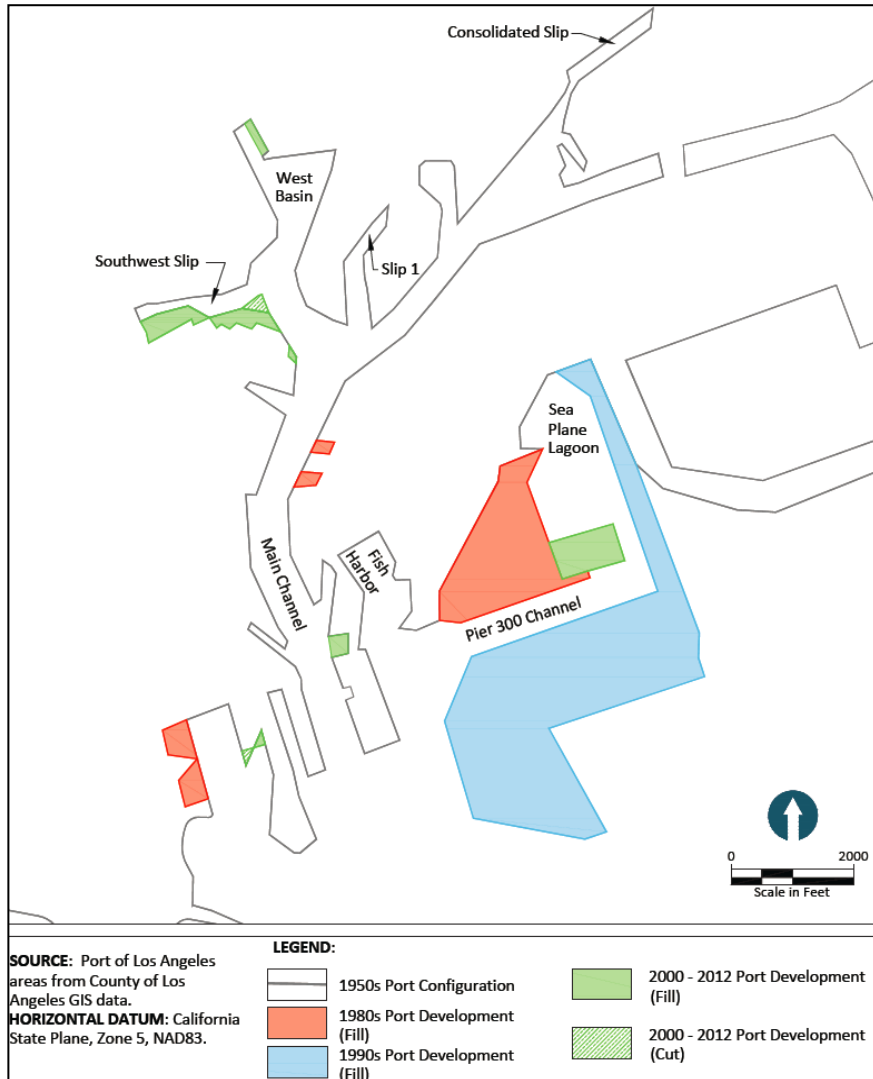 Consolidated Slip
West
Basin
Southwest Slip
Slip 1
Sea
Plane
Lagoon
Main Channel
Fish
Harbor
Pier 300 Channel
0 2000
Scale in Feet
SOURCE: Port of Los Angeles
areas from County of Los
Angeles GIS data.
HORIZONTAL DATUM: California
State Plane, Zone 5, NAD83.
LEGEND:
1950s Port Configuration
1980s Port Development
(Fill)
1990s Port Development
(Fill)
2000 - 2012 Port Development
(Fill)
2000 - 2012 Port Development
(Cut)